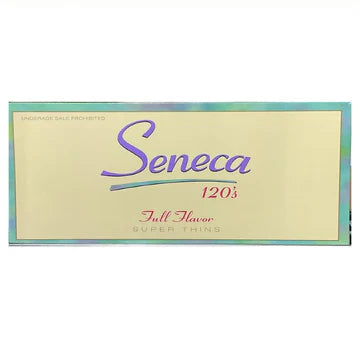 UNDERAGE SALE PROHIBITED
Seneca
120's
Full Flavor
SUPER THINS